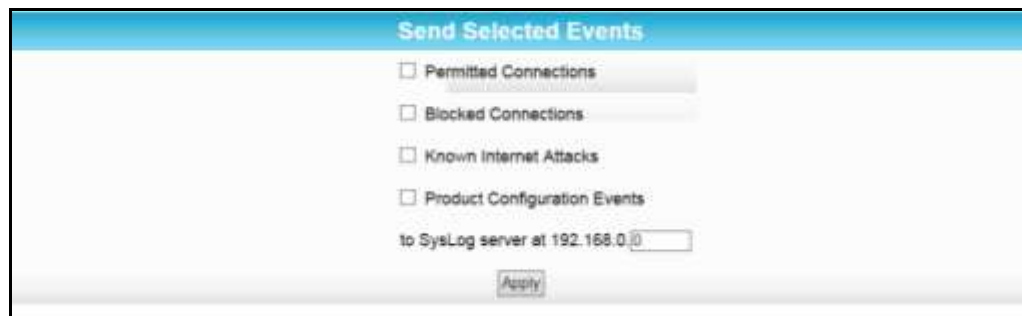 Send Selected Events
Permitted Connections
Blocked Connections
Known Internet Attacks
Product Configuration Events
to SysLog server at 192.168.0.0
Apply